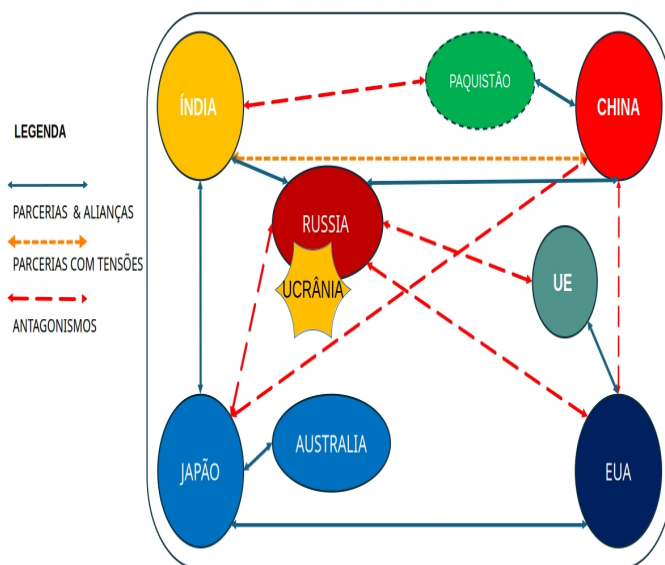 ÍNDIA
PAQUISTÃO
CHINA
LEGENDA
PARCERIAS & ALIANÇAS
PARCERIAS COM TENSÕES
ANTAGONISMOS
RUSSIA
UCRÂNIA
UE
JAPÃO
AUSTRALIA
EUA